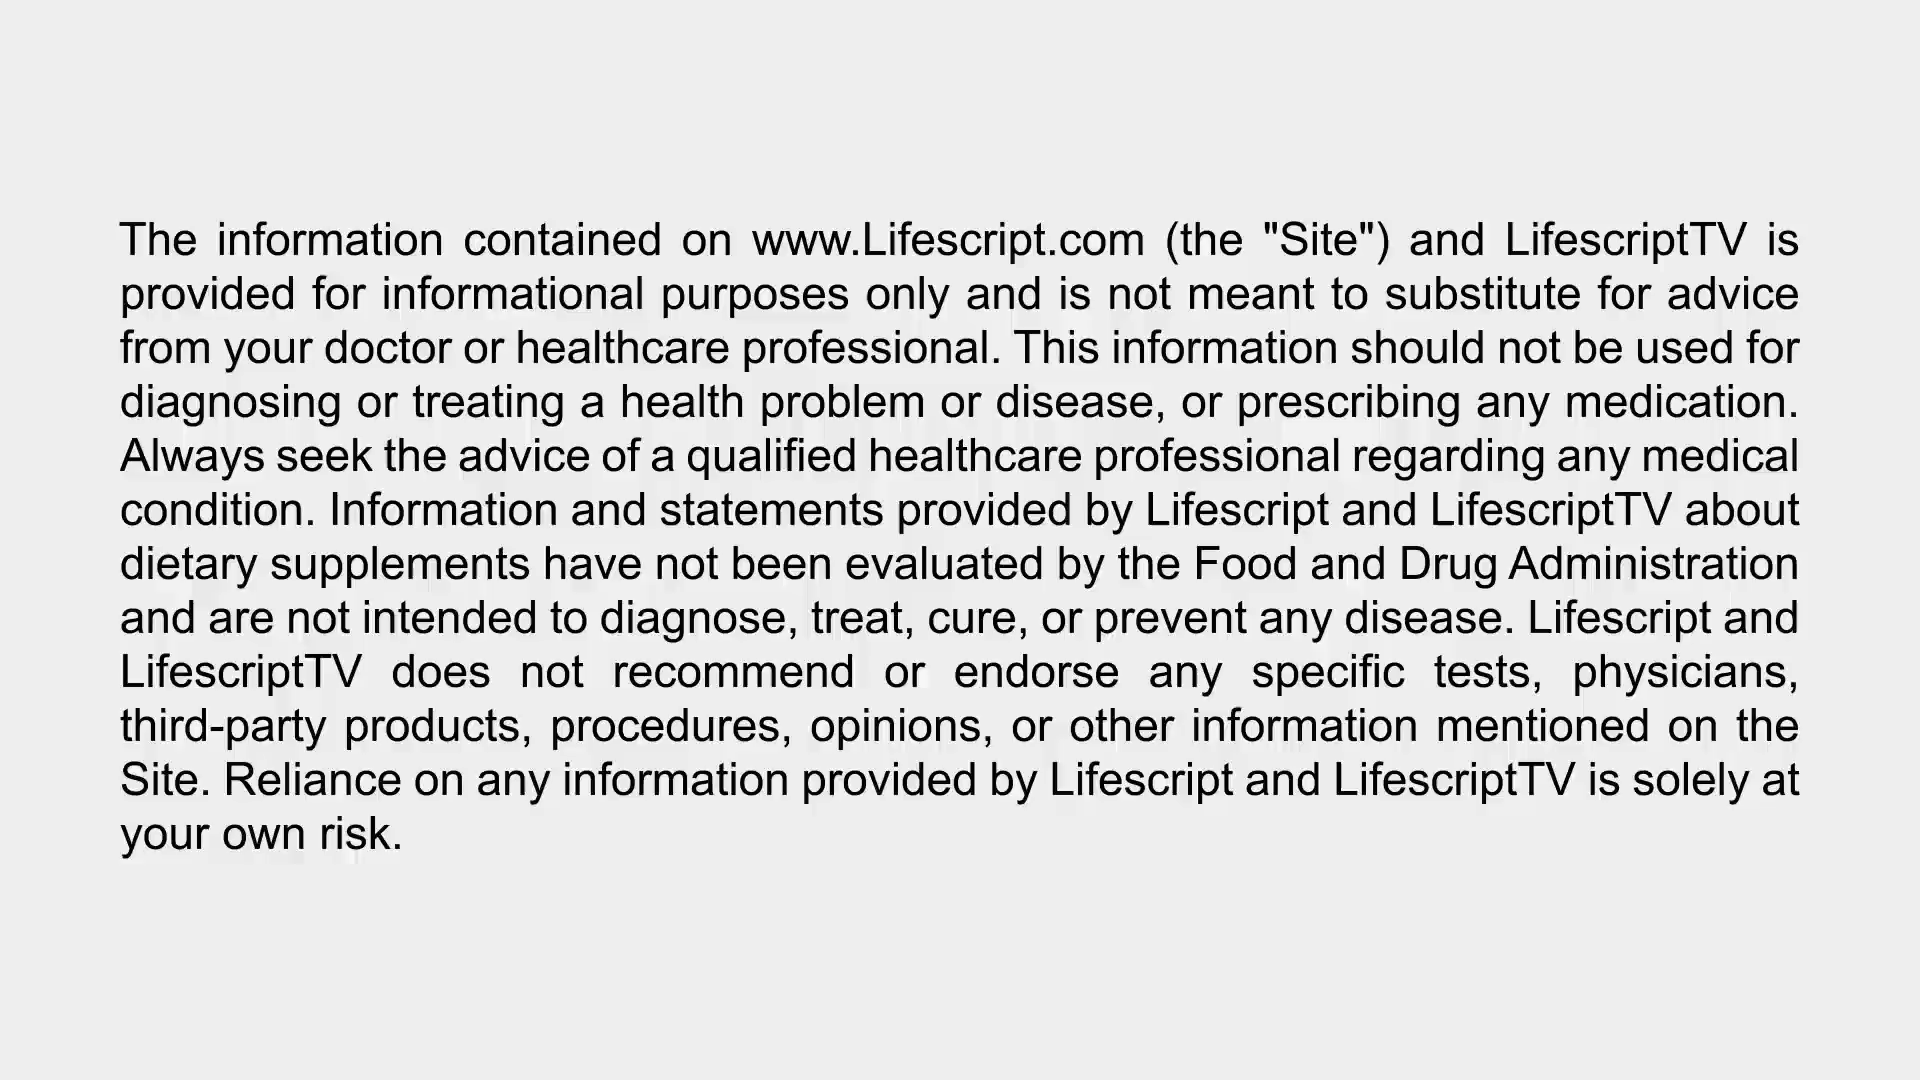 The information contained on www.Lifescript.com (the "Site") and LifescriptTV is
provided for informational purposes only and is not meant to substitute for advice
from your doctor or healthcare professional. This information should not be used for
diagnosing or treating a health problem or disease, or prescribing any medication.
Always seek the advice of a qualified healthcare professional regarding any medical
condition. Information and statements provided by Lifescript and LifescriptTV about
dietary supplements have not been evaluated by the Food and Drug Administration
and are not intended to diagnose, treat, cure, or prevent any disease. Lifescript and
LifescriptTV does not recommend or endorse any specific tests, physicians,
third-party products, procedures, opinions, or other information mentioned on the
Site. Reliance on any information provided by Lifescript and LifescriptTV is solely at
your own risk.